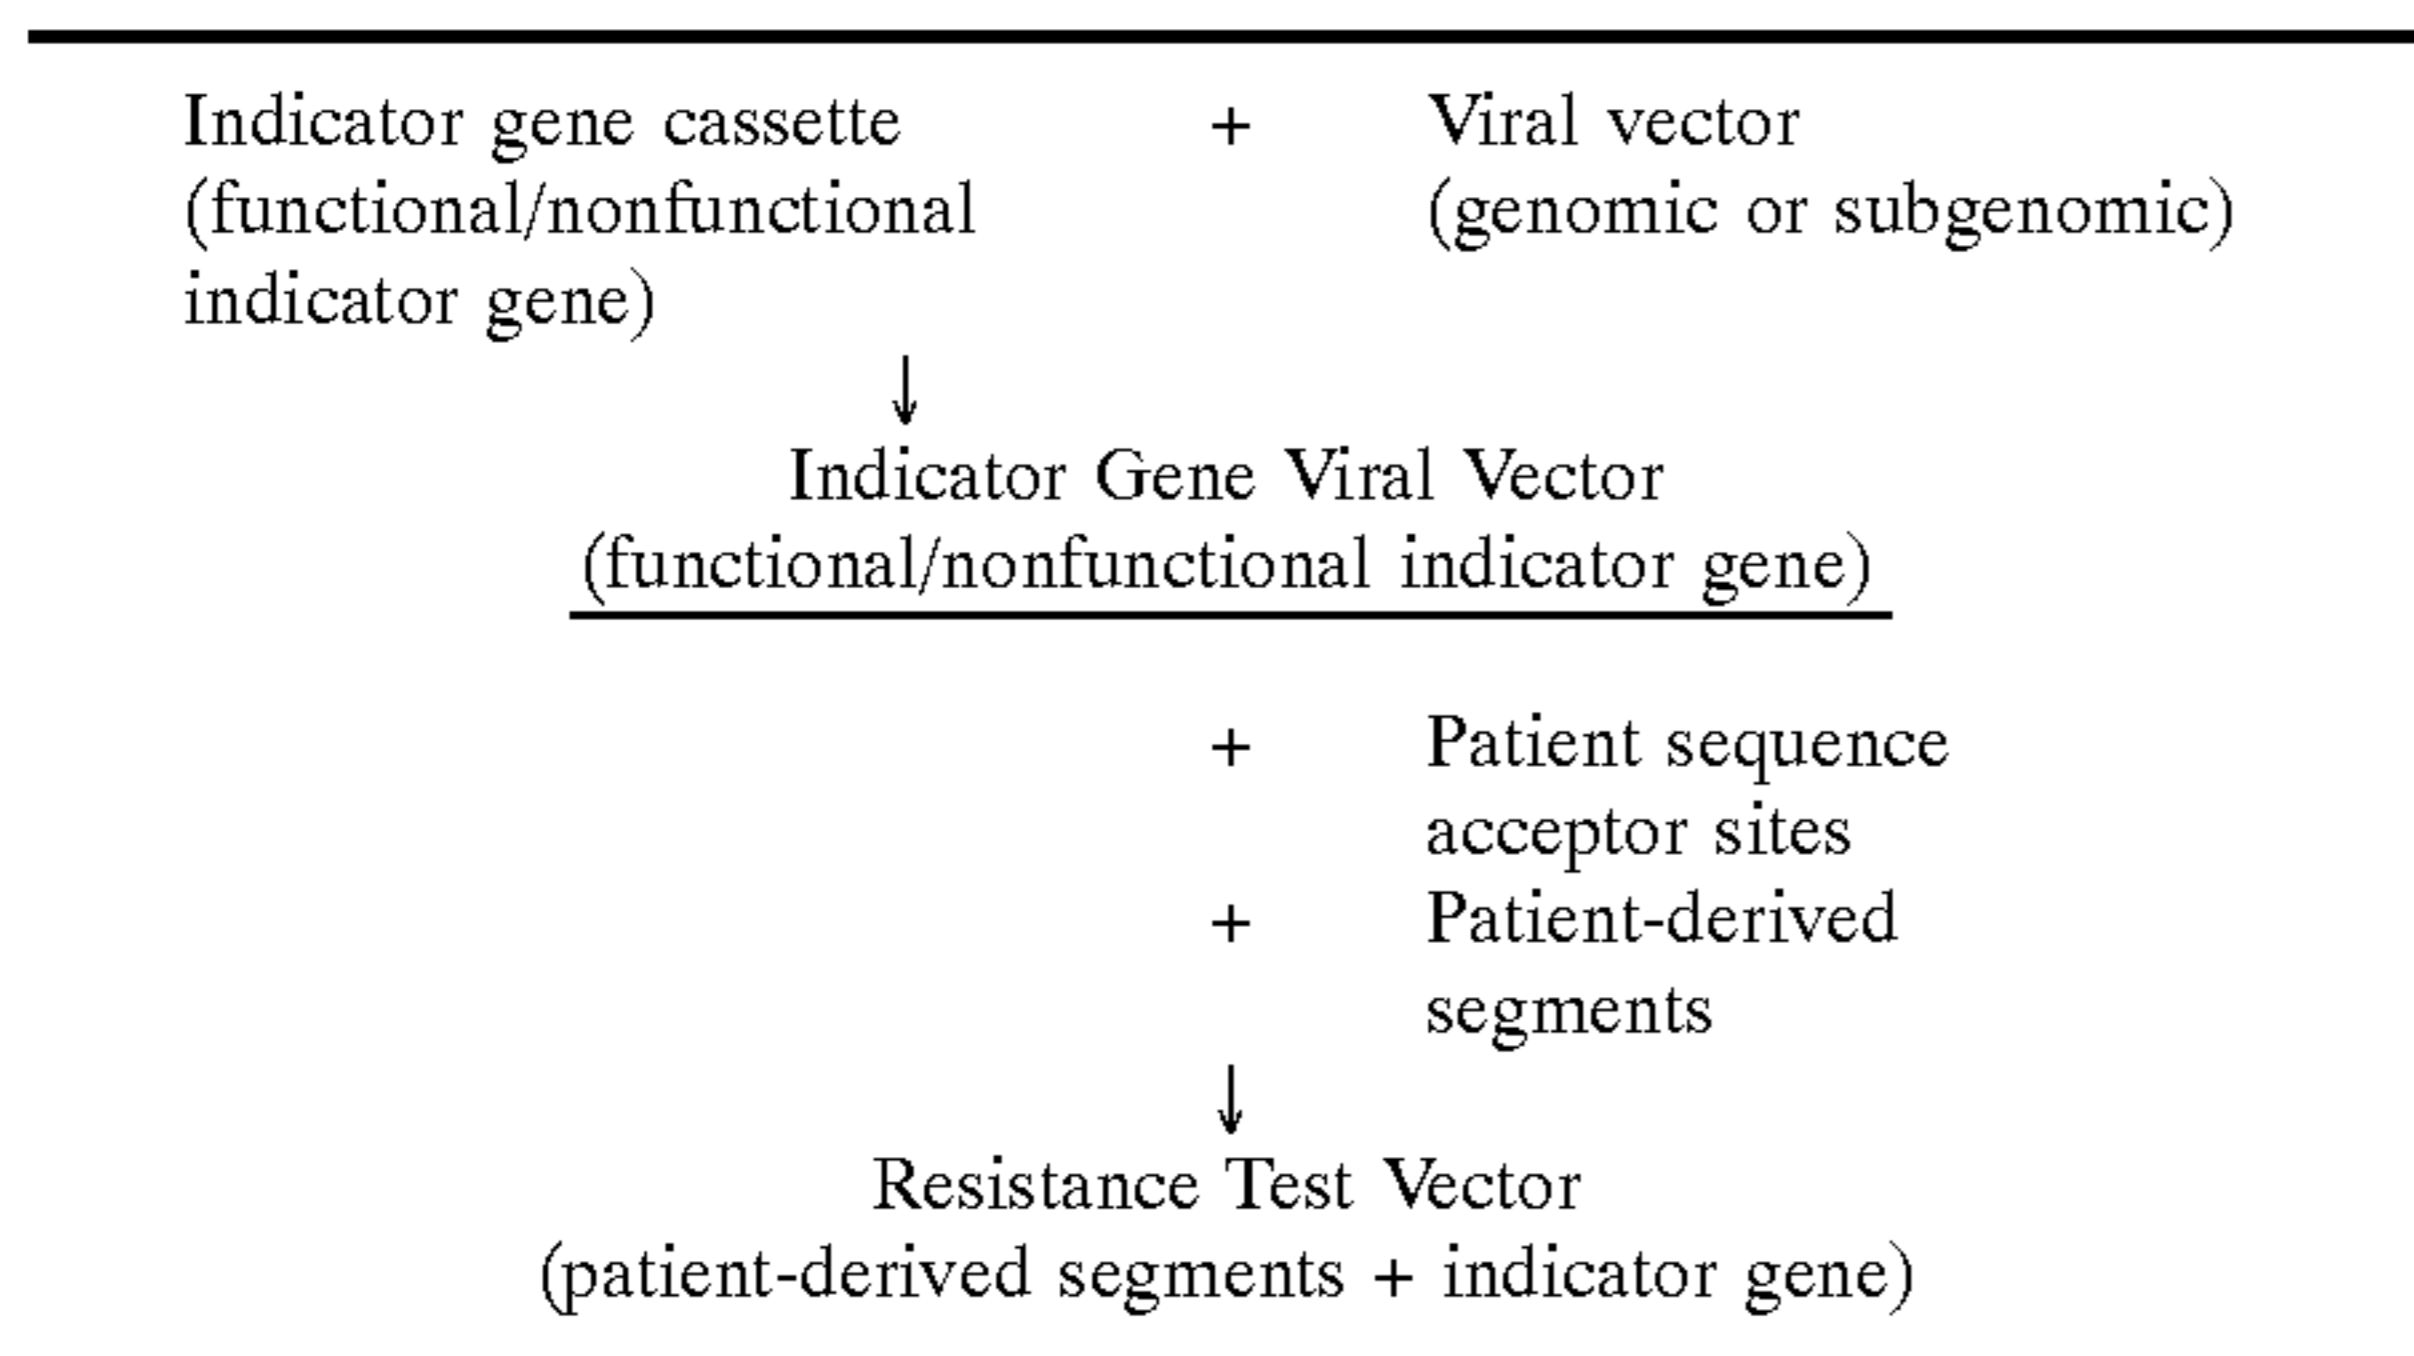 Indicator gene cassette + Viral vector
(functional/nonfunctional (genomic or subgenomic)
indicator gene)
↓
Indicator Gene Viral Vector
(functional/nonfunctional indicator gene)
+ Patient sequence
acceptor sites
+ Patient-derived
segments
↓
Resistance Test Vector
(patient-derived segments + indicator gene)